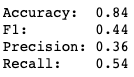 Accuracy: 0.84
F1: 0.44
Precision: 0.36
Recall: 0.54